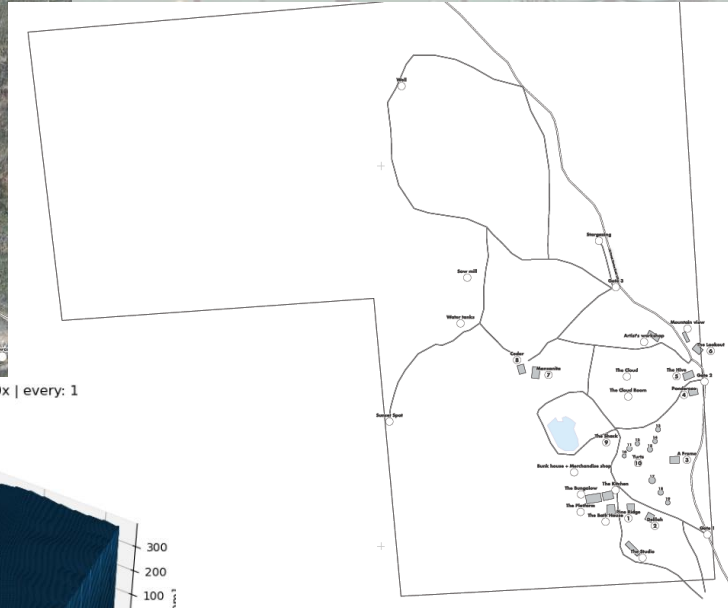 Well
Stargazing
Gate 3
Saw mill
Water tanks
Mountain view
Artist's workshop
The Lookout
6
Cedar
8
Manzanita
7
The Cloud
The Hive
5
Gate 2
Ponderosa
4
The Cloud Room
x | every: 1
Sunset Spot
The Shack
9
Yurts
10
A Frame
3
Bunk house + Merchandise shop
The Kitchen
The Bungalow
The Platform
The Bath House
Pine Ridge
1
Delilah
2
Gate 1
The Studio
300
200
100